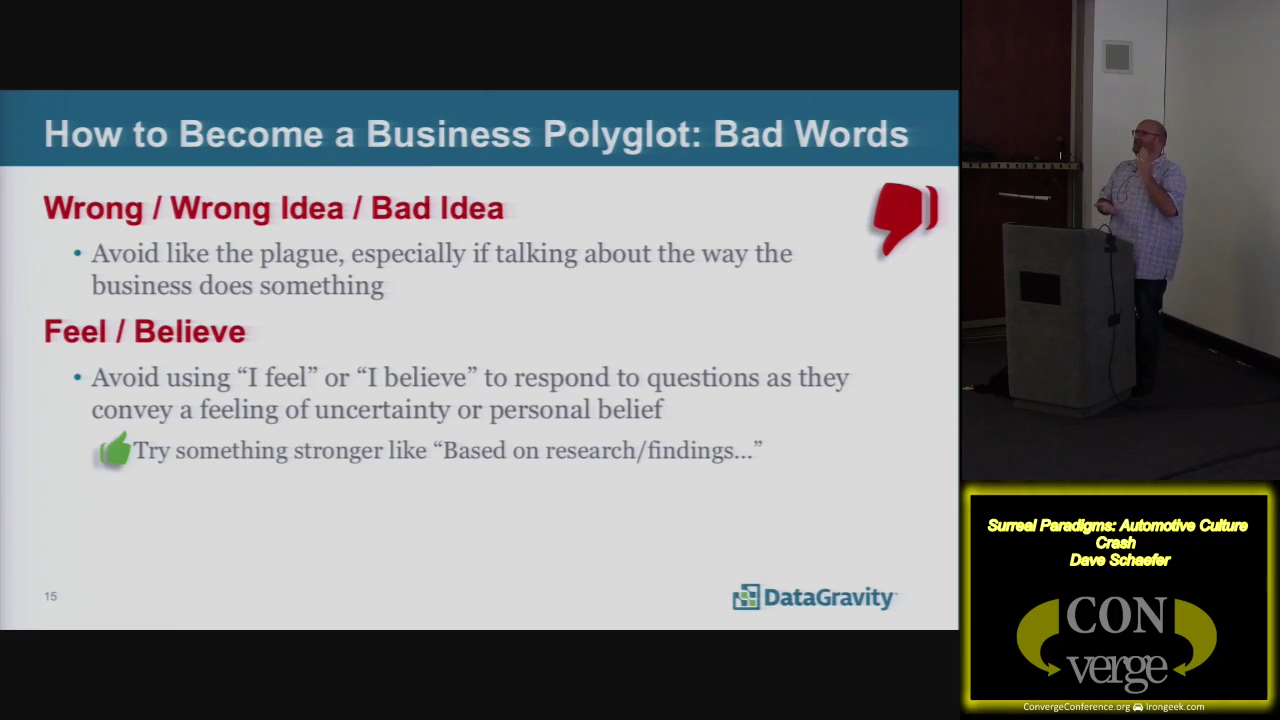 How to Become a Business Polyglot: Bad Words
Wrong / Wrong Idea / Bad Idea
• Avoid like the plague, especially if talking about the way the
business does something
Feel / Believe
• Avoid using “I feel” or “I believe” to respond to questions as they
convey a feeling of uncertainty or personal belief
Try something stronger like “Based on research/findings...”
15
DataGravity
Surreal Paradigms: Automotive Culture
Crash
Dave Schaefer
CON
verge
ConvergeConference.org Irongeek.com